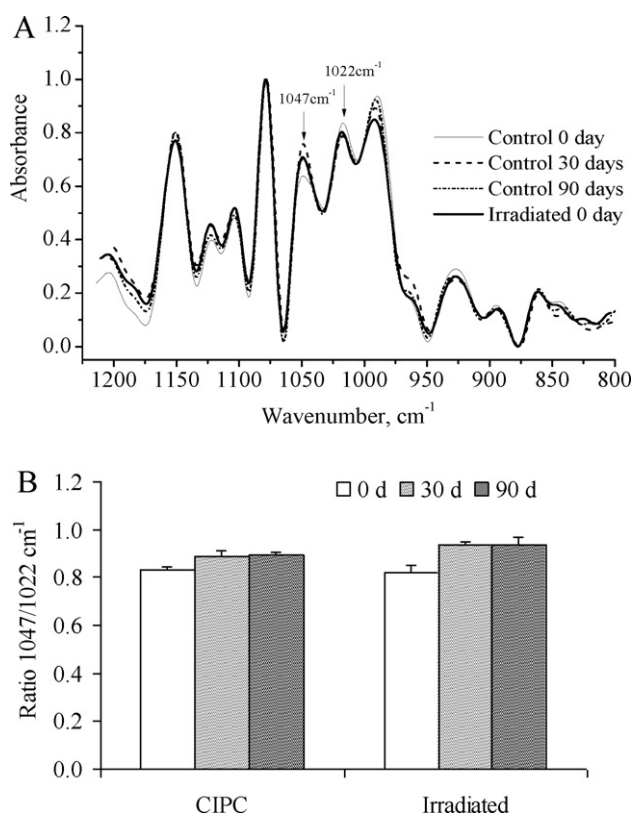 A
1.2
1.0
0.8
0.6
0.4
0.2
0.0
Absorbance
1047cm-1
1022cm-1
Control 0 day
Control 30 days
Control 90 days
Irradiated 0 day
1200 1150 1100 1050 1000 950 900 850 800
Wavenumber, cm-1
B
1.2
1.0
0.8
0.6
0.4
0.2
0.0
Ratio 1047/1022 cm-1
0 d 30 d 90 d
CIPC Irradiated